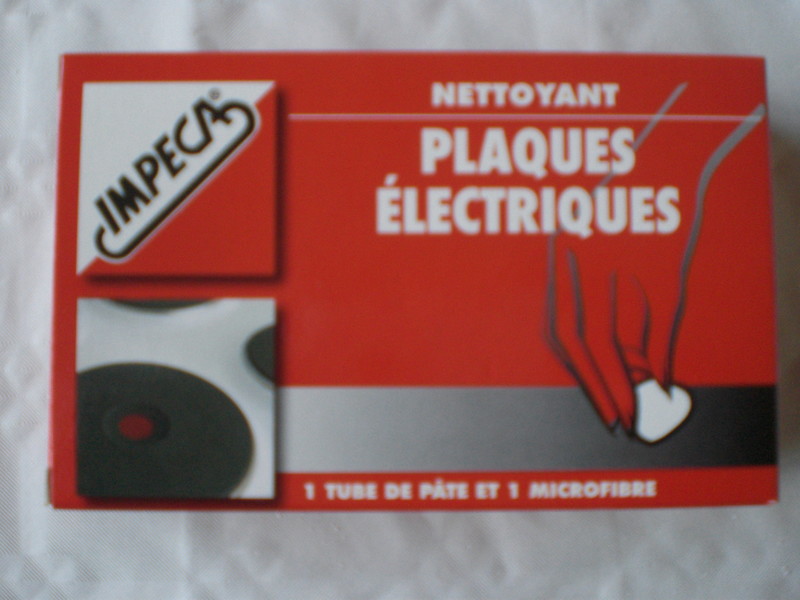 IMPECA®
NETTOYANT
PLAQUES
ÉLECTRIQUES
1 TUBE DE PÂTE ET 1 MICROFIBRE